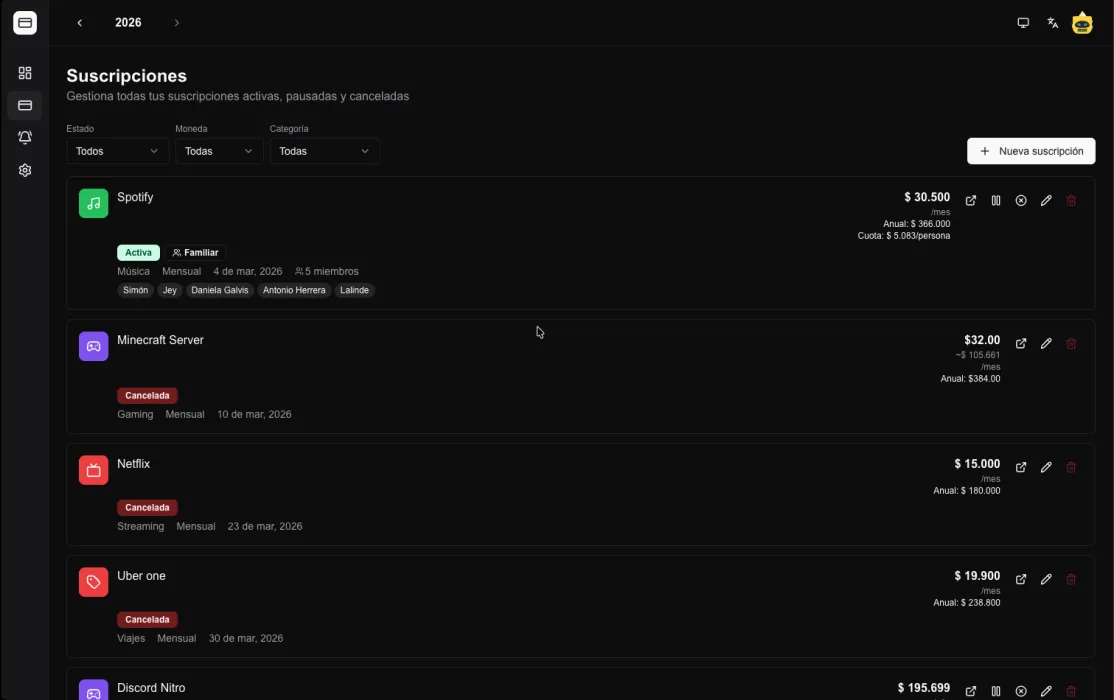 2026
Suscripciones
Gestiona todas tus suscripciones activas, pausadas y canceladas
Estado Moneda Categoría
Todos Todas Todas
Nueva suscripción
Spotify
$ 30.500
/mes
Anual: $ 366.000
Cuota: $ 5.083/persona
Activa Familiar
Música Mensual 4 de mar, 2026 5 miembros
Simón Jey Daniela Galvis Antonio Herrera Lalinde
Minecraft Server
$32.00
~$ 105.661
/mes
Anual: $384.00
Cancelada
Gaming Mensual 10 de mar, 2026
Netflix
$ 15.000
/mes
Anual: $ 180.000
Cancelada
Streaming Mensual 23 de mar, 2026
Uber one
$ 19.900
/mes
Anual: $ 238.800
Cancelada
Viajes Mensual 30 de mar, 2026
Discord Nitro
$ 195.699